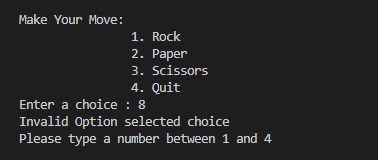 Make Your Move:
1. Rock
2. Paper
3. Scissors
4. Quit
Enter a choice : 8
Invalid Option selected choice
Please type a number between 1 and 4